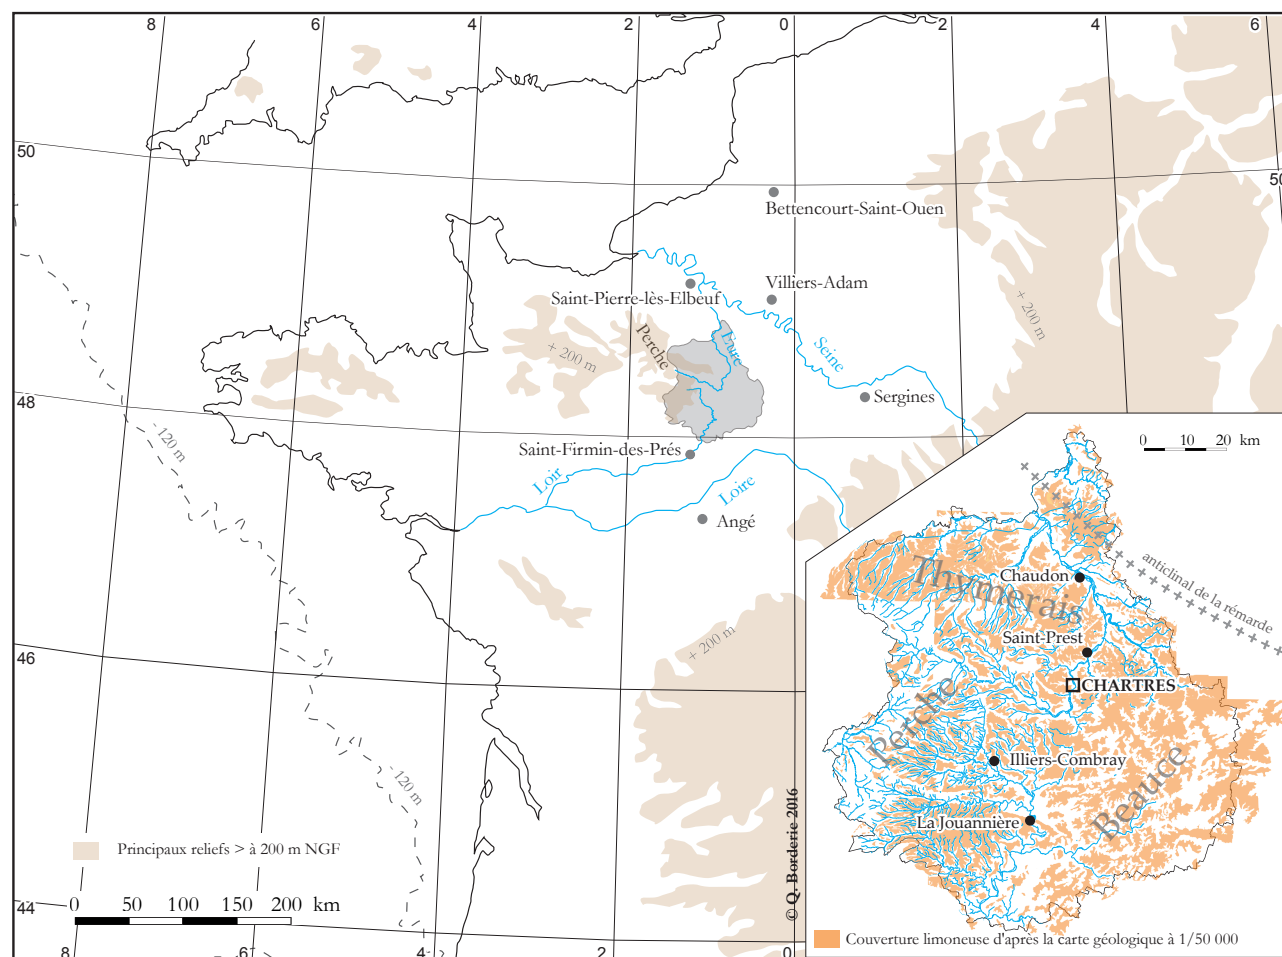 8 6 4 2 0 2 4 6
50
50
Bettencourt-Saint-Ouen
Villiers-Adam
Saint-Pierre-lès-Elbeuf
+ 200 m
Perche
Eure
Seine
+ 200 m
48
Sergines
-120 m
Saint-Firmin-des-Prés
Loir
Loire
Angé
0 10 20 km
anticlinal de la rémarde
Thymerais
Chaudon
Saint-Prest
CHARTRES
+ 200 m
46
Perche
Illiers-Combray
Beauce
La Jouannière
-120 m
© Q. Borderie 2016
Principaux reliefs > à 200 m NGF
0 50 100 150 200 km
44
Couverture limoneuse d'après la carte géologique à 1/50 000
8 6 4 2 0